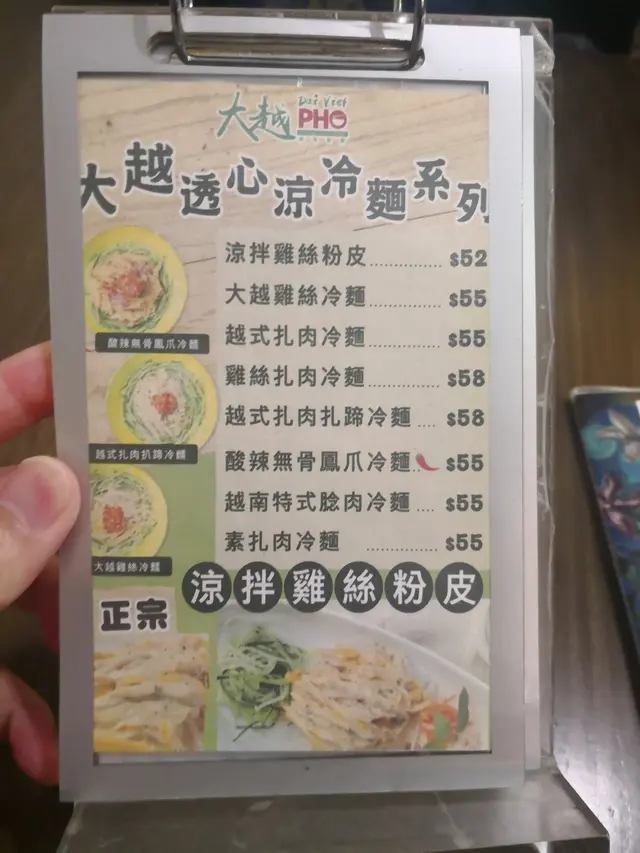 大越 Dai Viet
PHO
大越透心涼冷麵系列
涼拌雞絲粉皮................ $52
大越雞絲冷麵................ $55
越式扎肉冷麵................ $55
雞絲扎肉冷麵................ $58
越式扎肉扎蹄冷麵.... $58
酸辣無骨鳳爪冷麵.. $55
越南特式腍肉冷麵.... $55
素扎肉冷麵 ................ $55
酸辣無骨鳳爪冷麵
越式扎肉扒蹄冷麵
大越雞絲冷麵
涼拌雞絲粉皮
正宗